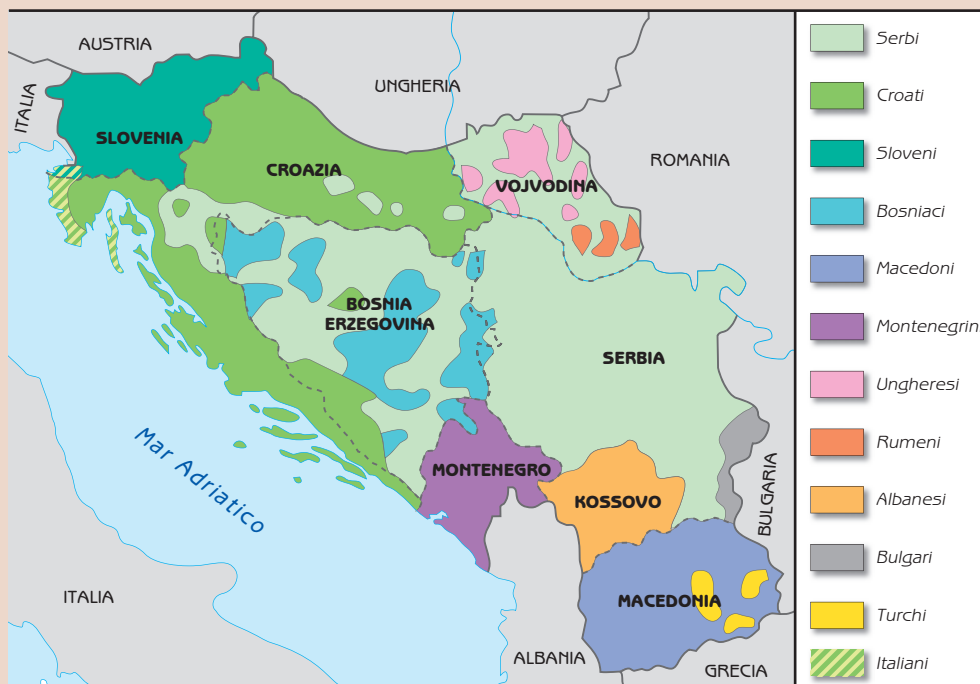 AUSTRIA
ITALIA
UNGHERIA
ROMANIA
SLOVENIA
CROAZIA
VOJVODINA
BOSNIA
ERZEGOVINA
SERBIA
Mar Adriatico
MONTENEGRO
KOSSOVO
BULGARIA
ITALIA
MACEDONIA
ALBANIA
GRECIA
Serbi
Croati
Sloveni
Bosniaci
Macedoni
Montenegrini
Ungheresi
Rumeni
Albanesi
Bulgari
Turchi
Italiani